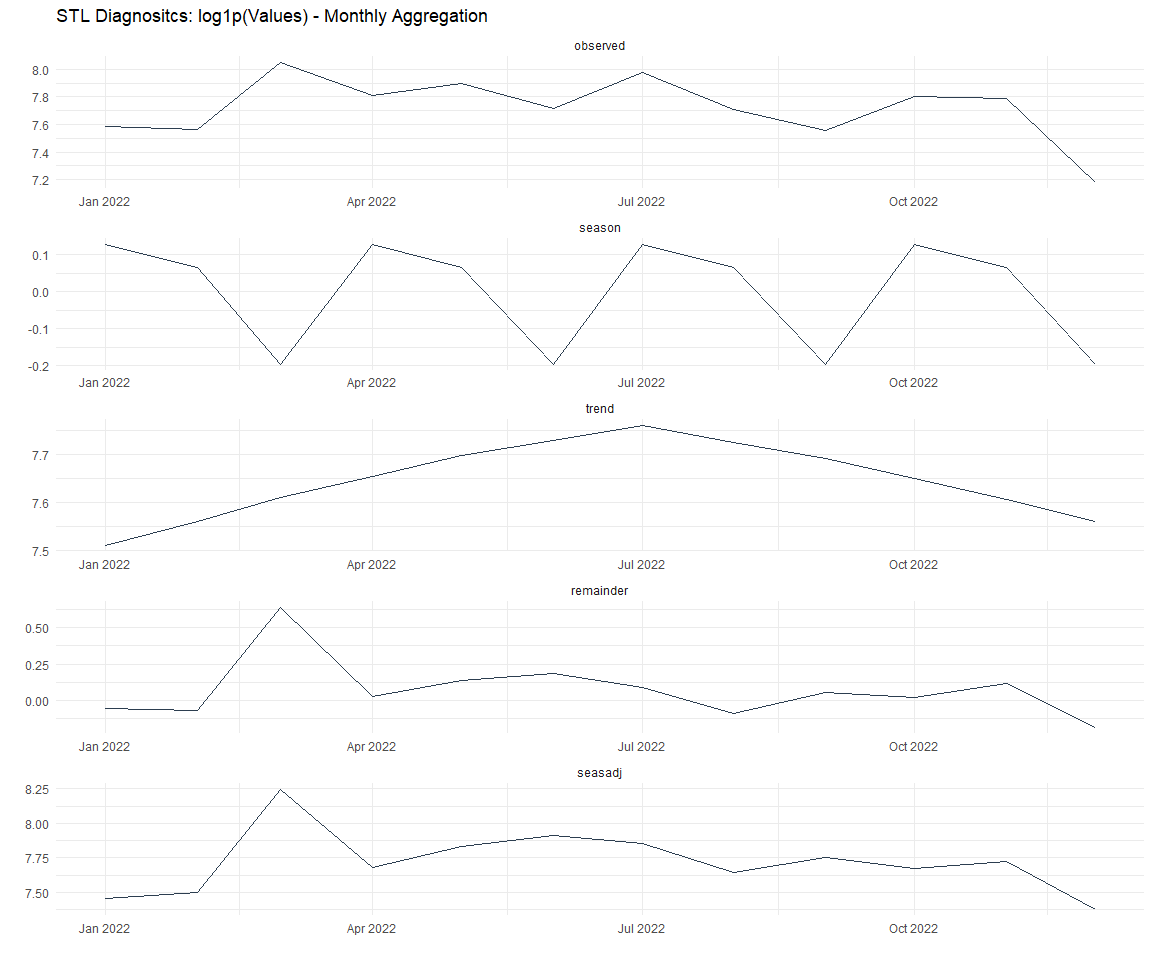 STL Diagnositcs: log1p(Values) - Monthly Aggregation
observed
8.0
7.8
7.6
7.4
7.2
Jan 2022 Apr 2022 Jul 2022 Oct 2022
season
0.1
0.0
-0.1
-0.2
Jan 2022 Apr 2022 Jul 2022 Oct 2022
trend
7.7
7.6
7.5
Jan 2022 Apr 2022 Jul 2022 Oct 2022
remainder
0.50
0.25
0.00
Jan 2022 Apr 2022 Jul 2022 Oct 2022
seasadj
8.25
8.00
7.75
7.50
Jan 2022 Apr 2022 Jul 2022 Oct 2022